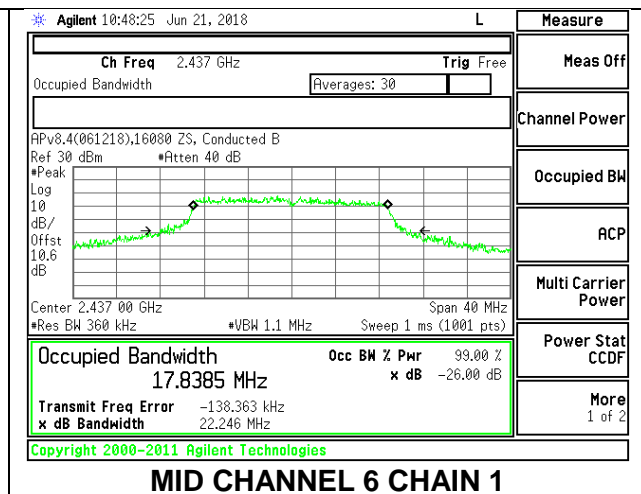 Agilent 10:48:25 Jun 21, 2018 L
Measure
Ch Freq 2.437 GHz Trig Free
Occupied Bandwidth Averages: 30
APv8.4(061218),16080 ZS, Conducted B
Ref 30 dBm #Atten 40 dB
#Peak
Log
10
dB/
Offst
10.6
dB
Center 2.437 00 GHz Span 40 MHz
#Res BW 360 kHz #VBW 1.1 MHz Sweep 1 ms (1001 pts)
Occupied Bandwidth Occ BW % Pwr 99.00 %
17.8385 MHz x dB -26.00 dB
Transmit Freq Error -138.363 kHz
x dB Bandwidth 22.246 MHz
Copyright 2000-2011 Agilent Technologies
Meas Off
Channel Power
Occupied BW
ACP
Multi Carrier
Power
Power Stat
CCDF
More
1 of 2
MID CHANNEL 6 CHAIN 1